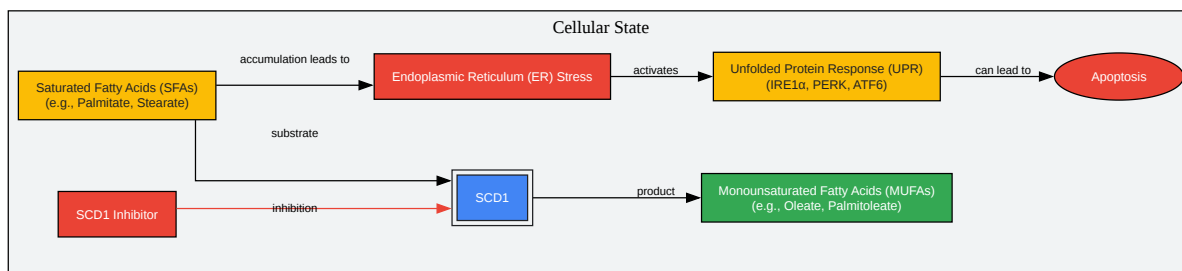 Cellular State
accumulation leads to
Saturated Fatty Acids (SFAs)
(e.g., Palmitate, Stearate)
Endoplasmic Reticulum (ER) Stress
activates
Unfolded Protein Response (UPR)
(IRE1α, PERK, ATF6)
can lead to
Apoptosis
substrate
SCD1 Inhibitor
inhibition
SCD1
product
Monounsaturated Fatty Acids (MUFAs)
(e.g., Oleate, Palmitoleate)